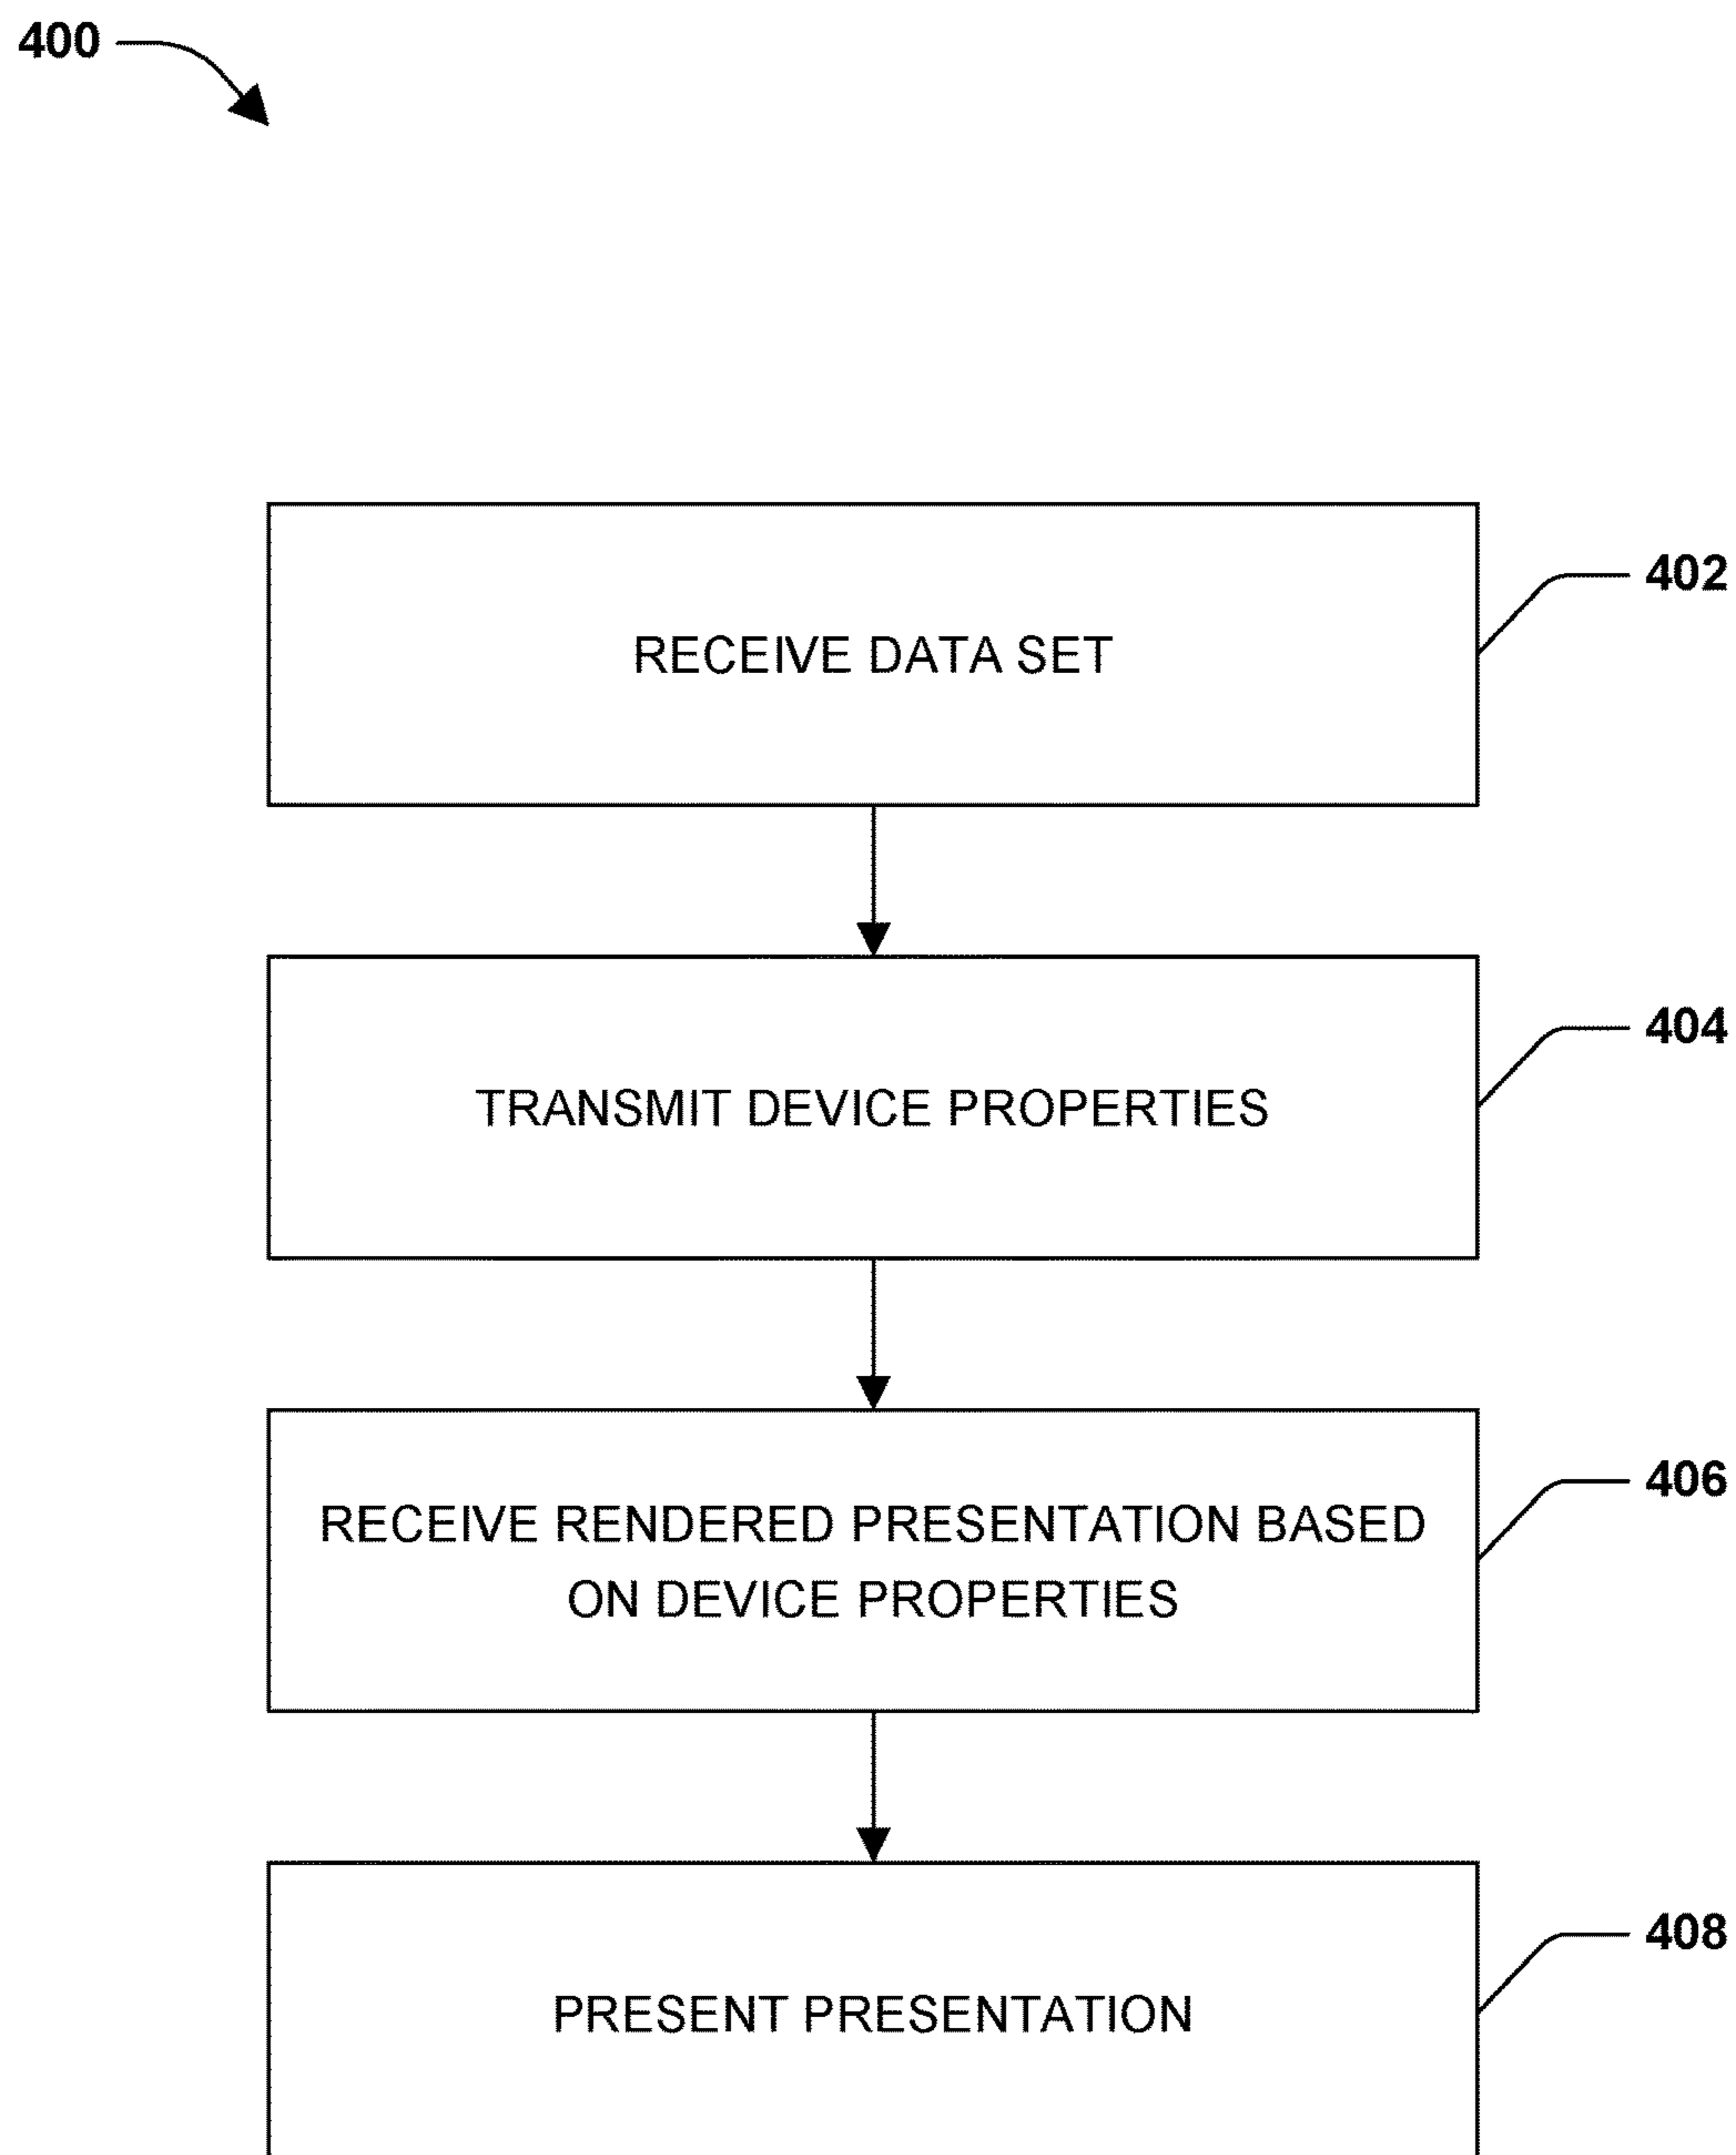 400
RECEIVE DATA SET
402
TRANSMIT DEVICE PROPERTIES
404
RECEIVE RENDERED PRESENTATION BASED
ON DEVICE PROPERTIES
406
PRESENT PRESENTATION
408